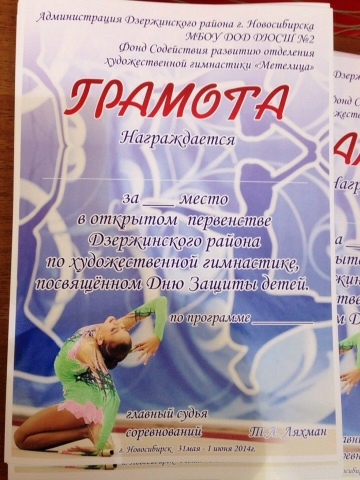 Администрация Дзержинского района г. Новосибирска
МБОУ ДОД ДЮСШ №2
Фонд Содействия развитию отделения
художественной гимнастики «Метелица»
ГРАМОТА
Награждается
за ____ место
в открытом первенстве
Дзержинского района
по художественной гимнастике,
посвящённом Дню Защиты детей.
по программе __________
главный судья
соревнований Т.А. Ляхман
г. Новосибирск 31мая - 1 июня 2014г.